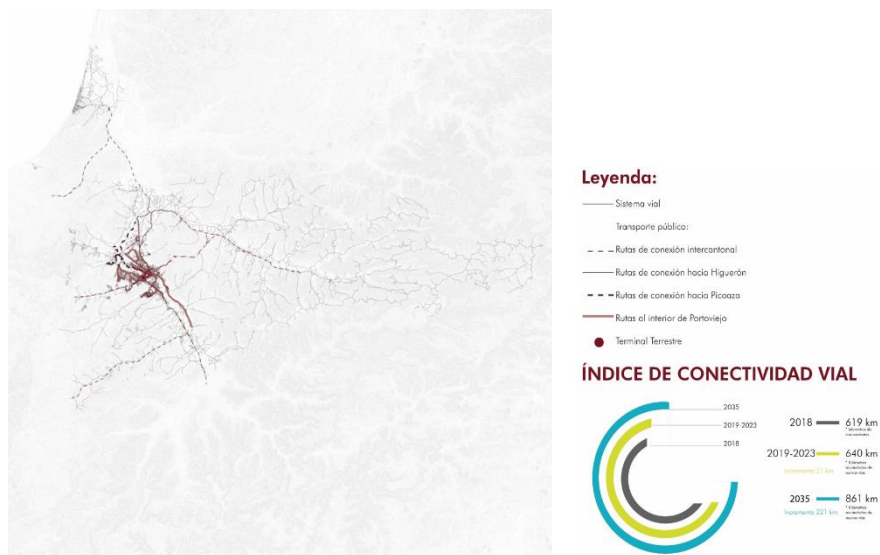 Leyenda:
Sistema vial
Transporte público:
Rutas de conexión intercantonal
Rutas de conexión hacia Higuerón
Rutas de conexión hacia Picoaza
Rutas al interior de Portoviejo
Terminal Terrestre
ÍNDICE DE CONECTIVIDAD VIAL
2035
2019-2023
2018
2018 619 km
2019-2023 640 km
Incremento 21 km
2035 861 km
Incremento 221 km